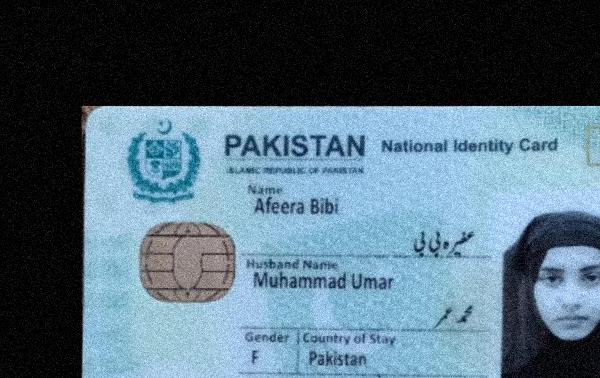 PAKISTAN National Identity Card
ISLAMIC REPUBLIC OF PAKISTAN
Name
Afeera Bibi
عفیرہ بی بی
Husband Name
Muhammad Umar
محمد عمر
Gender Country of Stay
F Pakistan